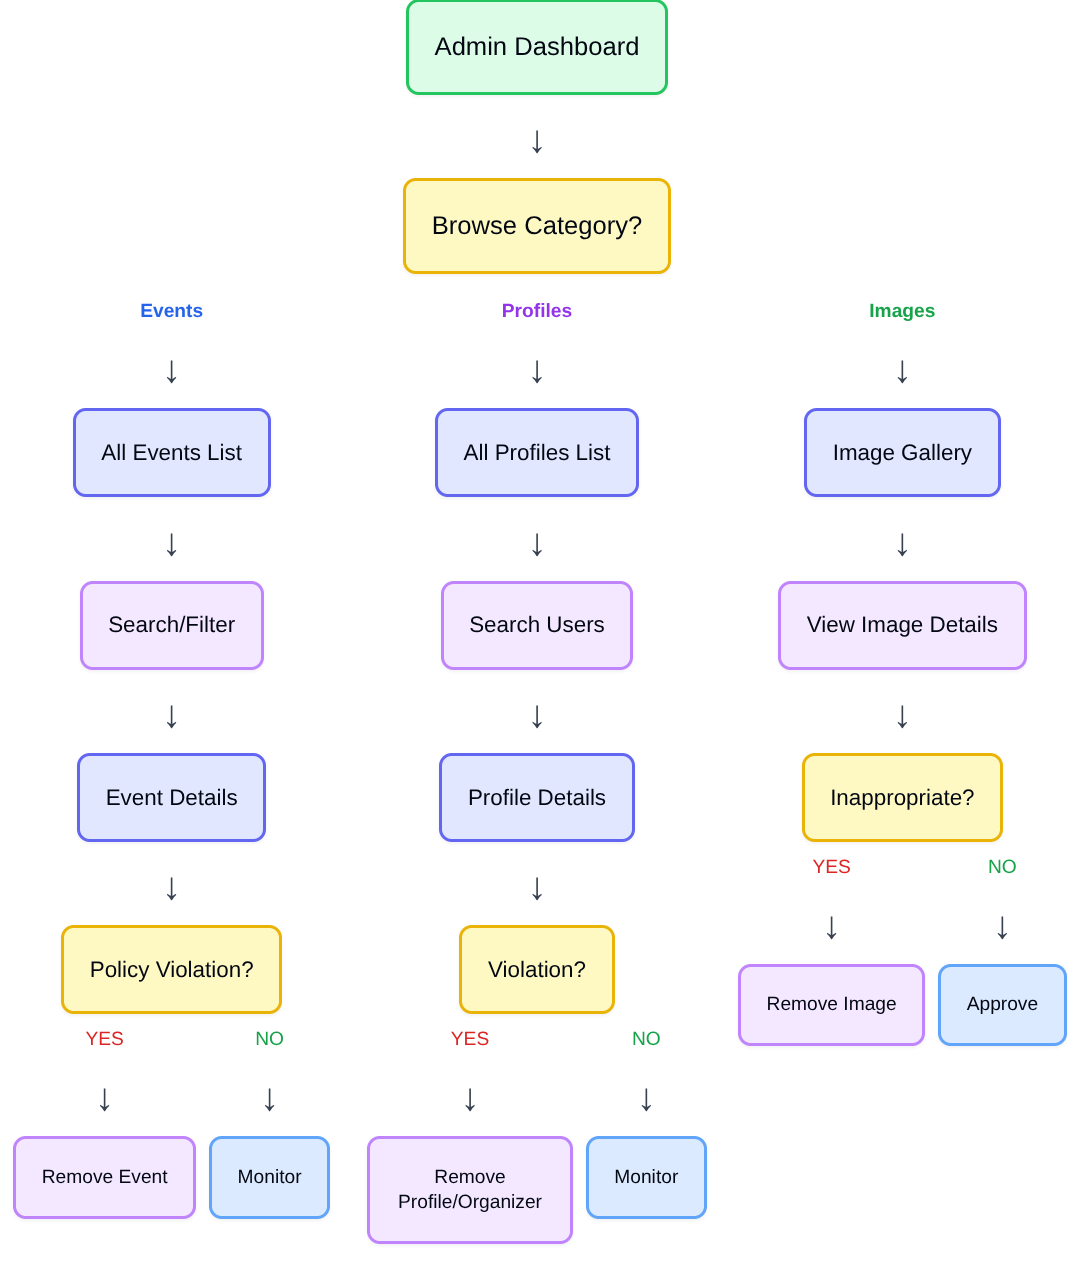 Admin Dashboard
↓
Browse Category?
Events
Profiles
Images
↓
↓
↓
All Events List
All Profiles List
Image Gallery
↓
↓
↓
Search/Filter
Search Users
View Image Details
↓
↓
↓
Event Details
Profile Details
Inappropriate?
YES
NO
↓
↓
↓
↓
Policy Violation?
Violation?
Remove Image
Approve
YES
NO
YES
NO
↓
↓
↓
↓
Remove Event
Monitor
Remove
Profile/Organizer
Monitor